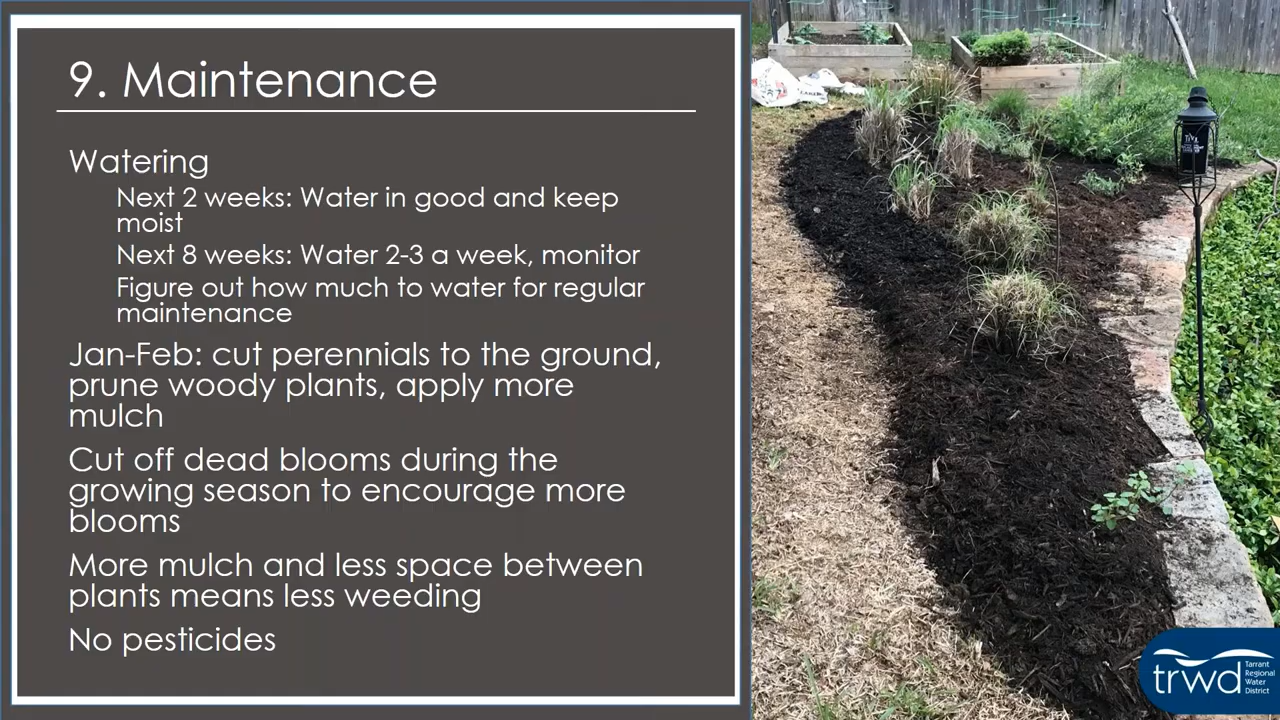 9. Maintenance
Watering
Next 2 weeks: Water in good and keep
moist
Next 8 weeks: Water 2-3 a week, monitor
Figure out how much to water for regular
maintenance
Jan-Feb: cut perennials to the ground,
prune woody plants, apply more
mulch
Cut off dead blooms during the
growing season to encourage more
blooms
More mulch and less space between
plants means less weeding
No pesticides
trwd
Tarrant
Regional
Water
District